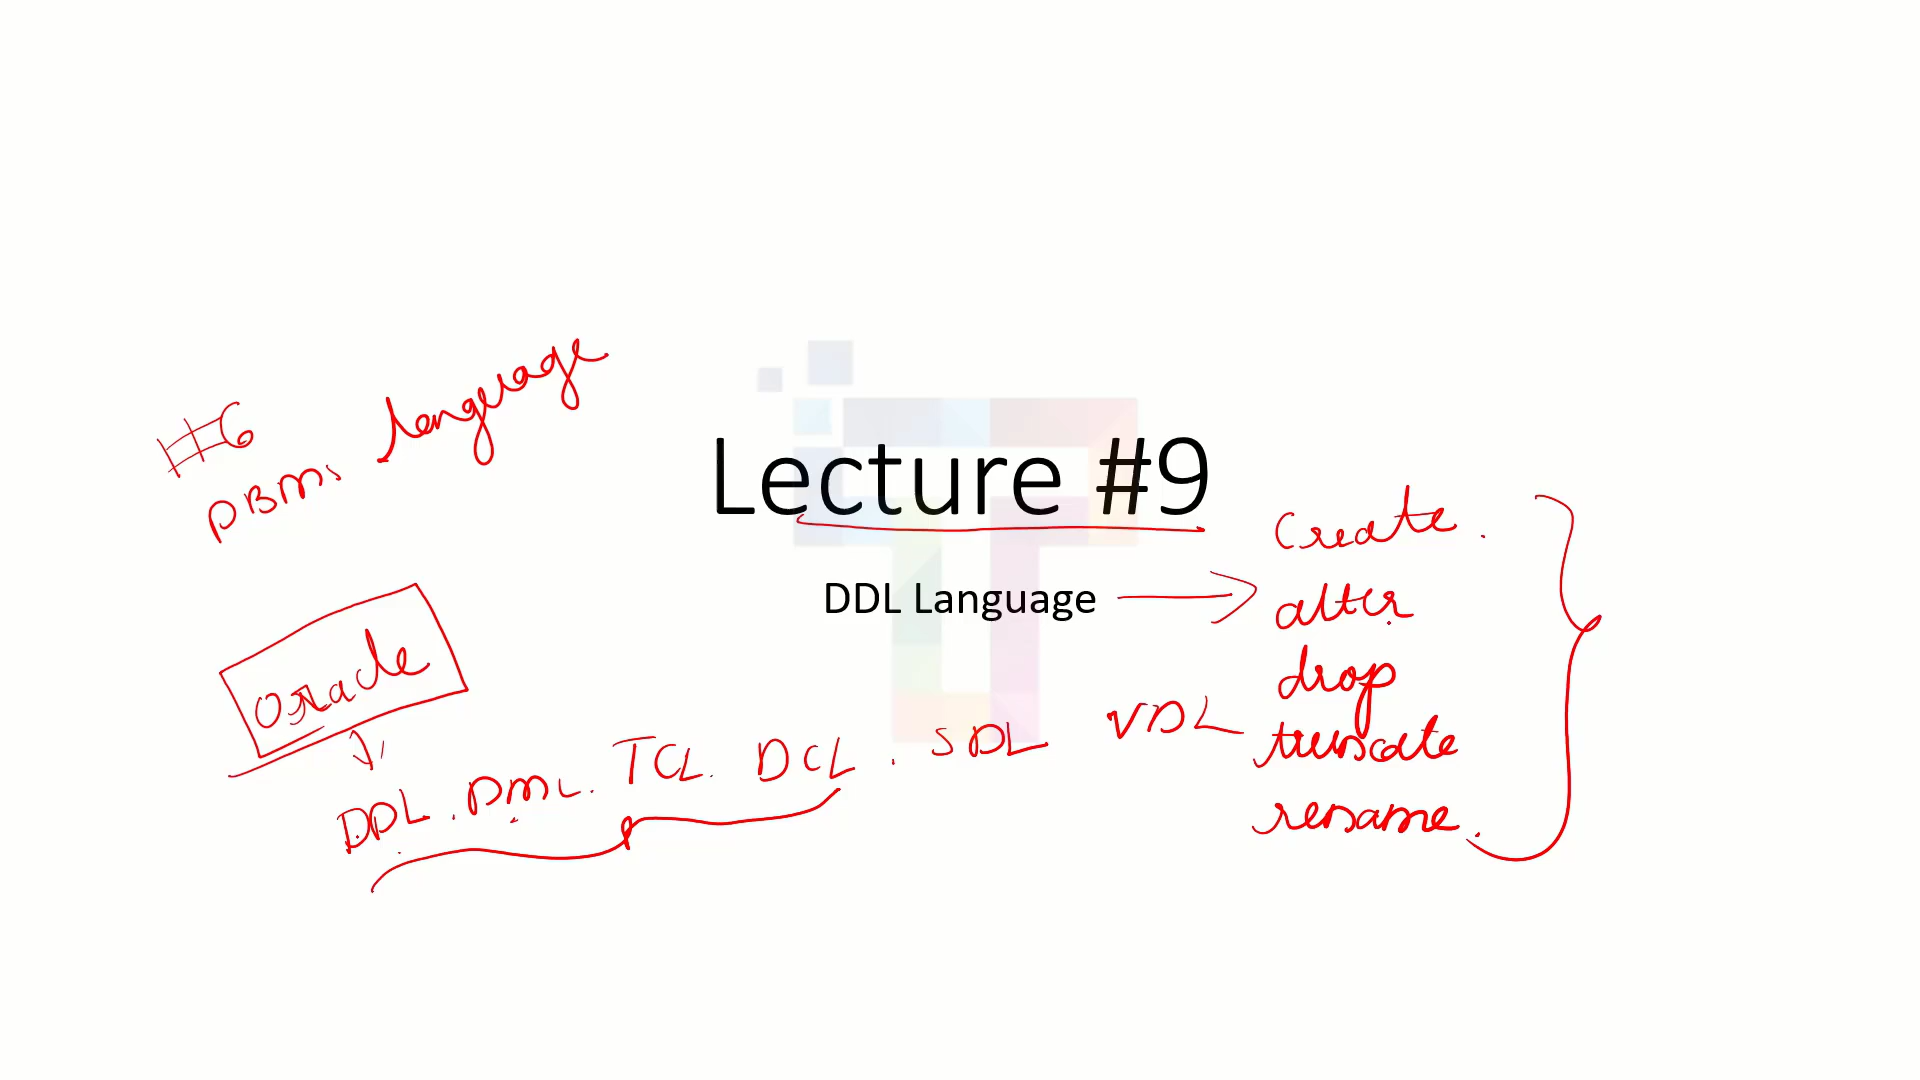 #6
DBMs language
Lecture #9
DDL Language
create.
alter
drop
truncate
rename.
oracle
DDL. DML. TCL. DCL. SDL VDL